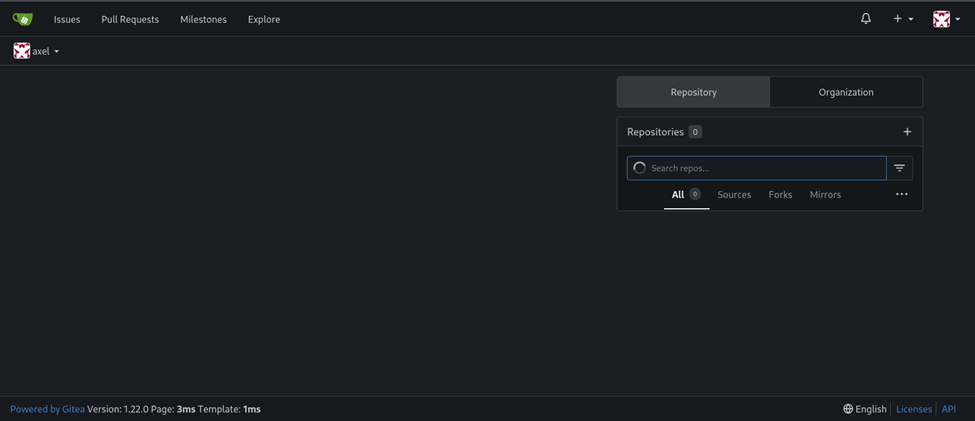 Issues Pull Requests Milestones Explore
axel
Repository Organization
Repositories 0
Search repos...
All 0 Sources Forks Mirrors
Powered by Gitea Version: 1.22.0 Page: 3ms Template: 1ms English Licenses API